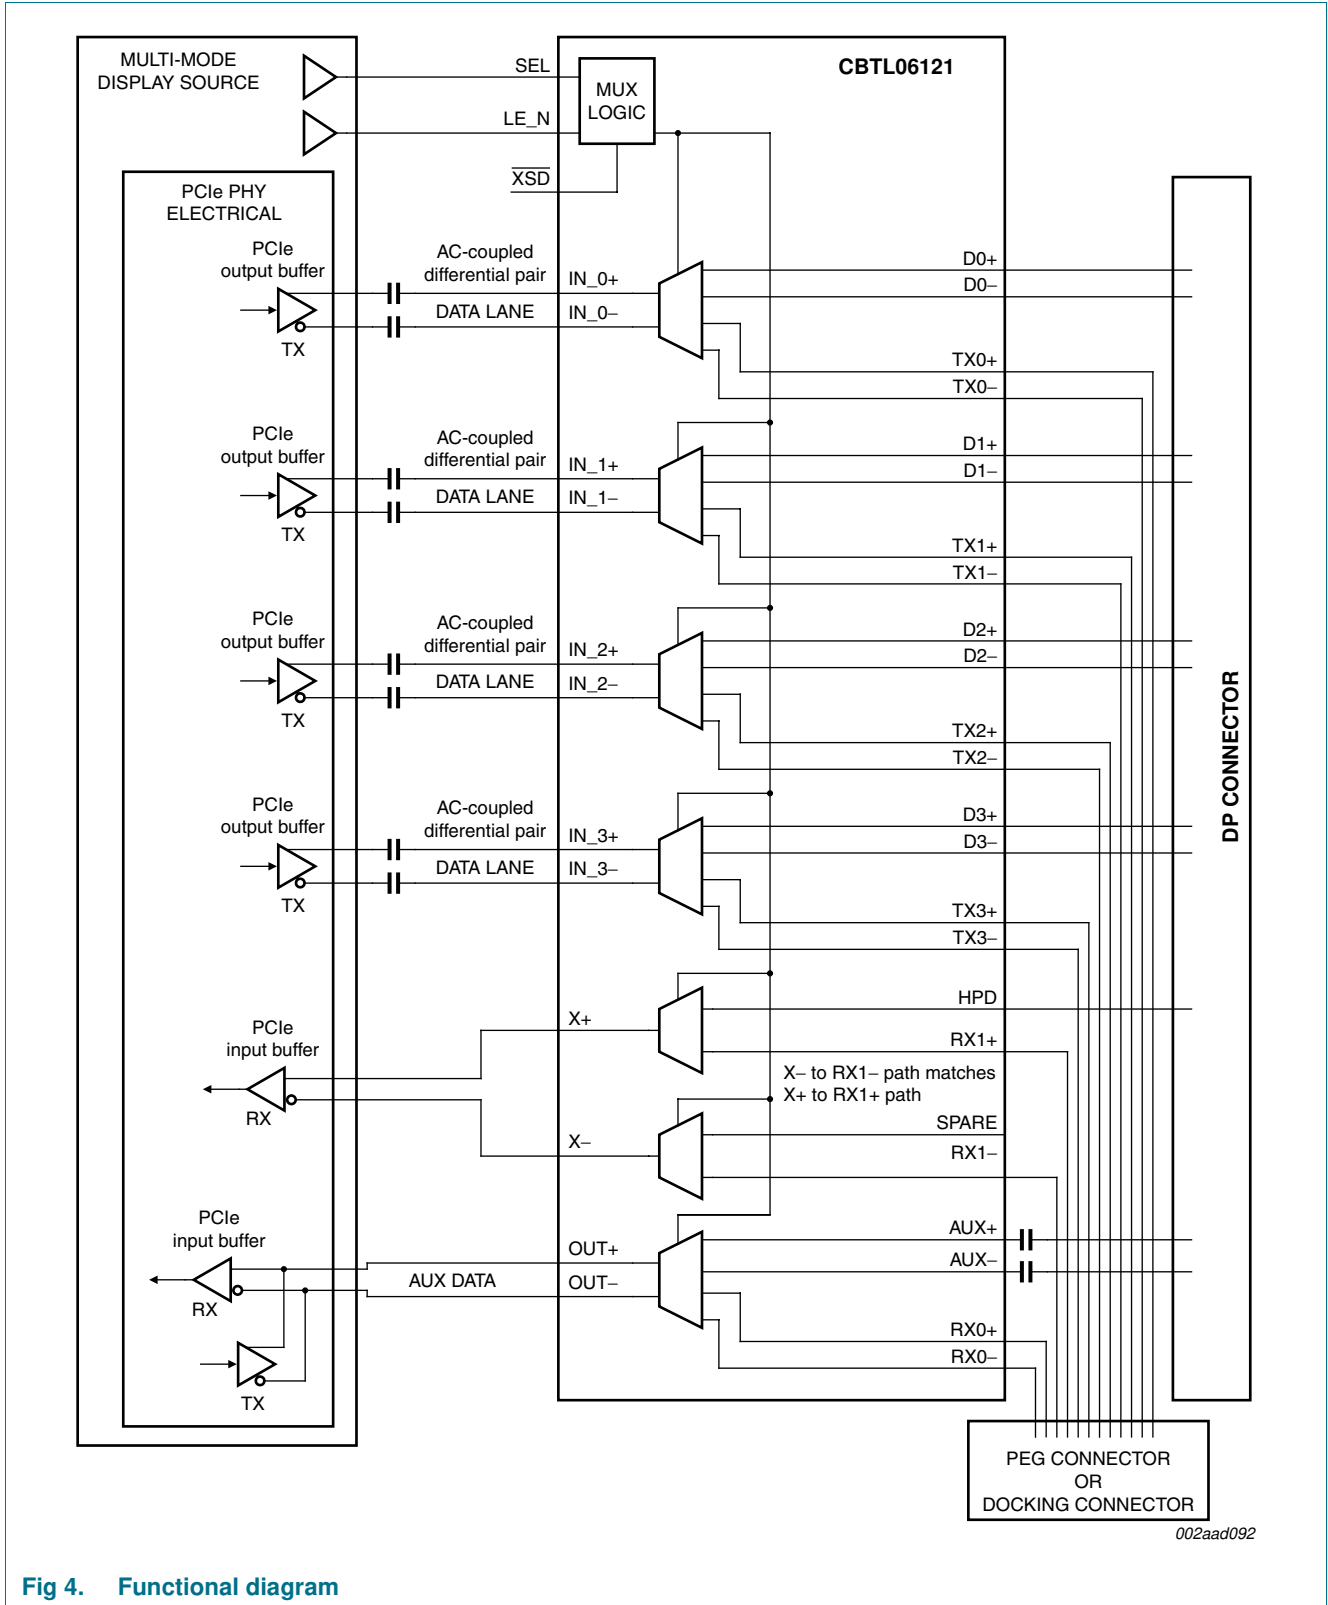 MULTI-MODE
DISPLAY SOURCE
SEL
LE_N
XSD
MUX
LOGIC
CBTL06121
PCIe PHY
ELECTRICAL
PCIe
output buffer
TX
AC-coupled
differential pair
DATA LANE
IN_0+
IN_0−
D0+
D0−
TX0+
TX0−
PCIe
output buffer
TX
AC-coupled
differential pair
DATA LANE
IN_1+
IN_1−
D1+
D1−
TX1+
TX1−
PCIe
output buffer
TX
AC-coupled
differential pair
DATA LANE
IN_2+
IN_2−
D2+
D2−
TX2+
TX2−
PCIe
output buffer
TX
AC-coupled
differential pair
DATA LANE
IN_3+
IN_3−
D3+
D3−
TX3+
TX3−
DP CONNECTOR
PCIe
input buffer
RX
X+
X−
HPD
RX1+
X− to RX1− path matches
X+ to RX1+ path
SPARE
RX1−
PCIe
input buffer
RX
TX
AUX DATA
OUT+
OUT−
AUX+
AUX−
RX0+
RX0−
PEG CONNECTOR
OR
DOCKING CONNECTOR
002aad092
Fig 4. Functional diagram